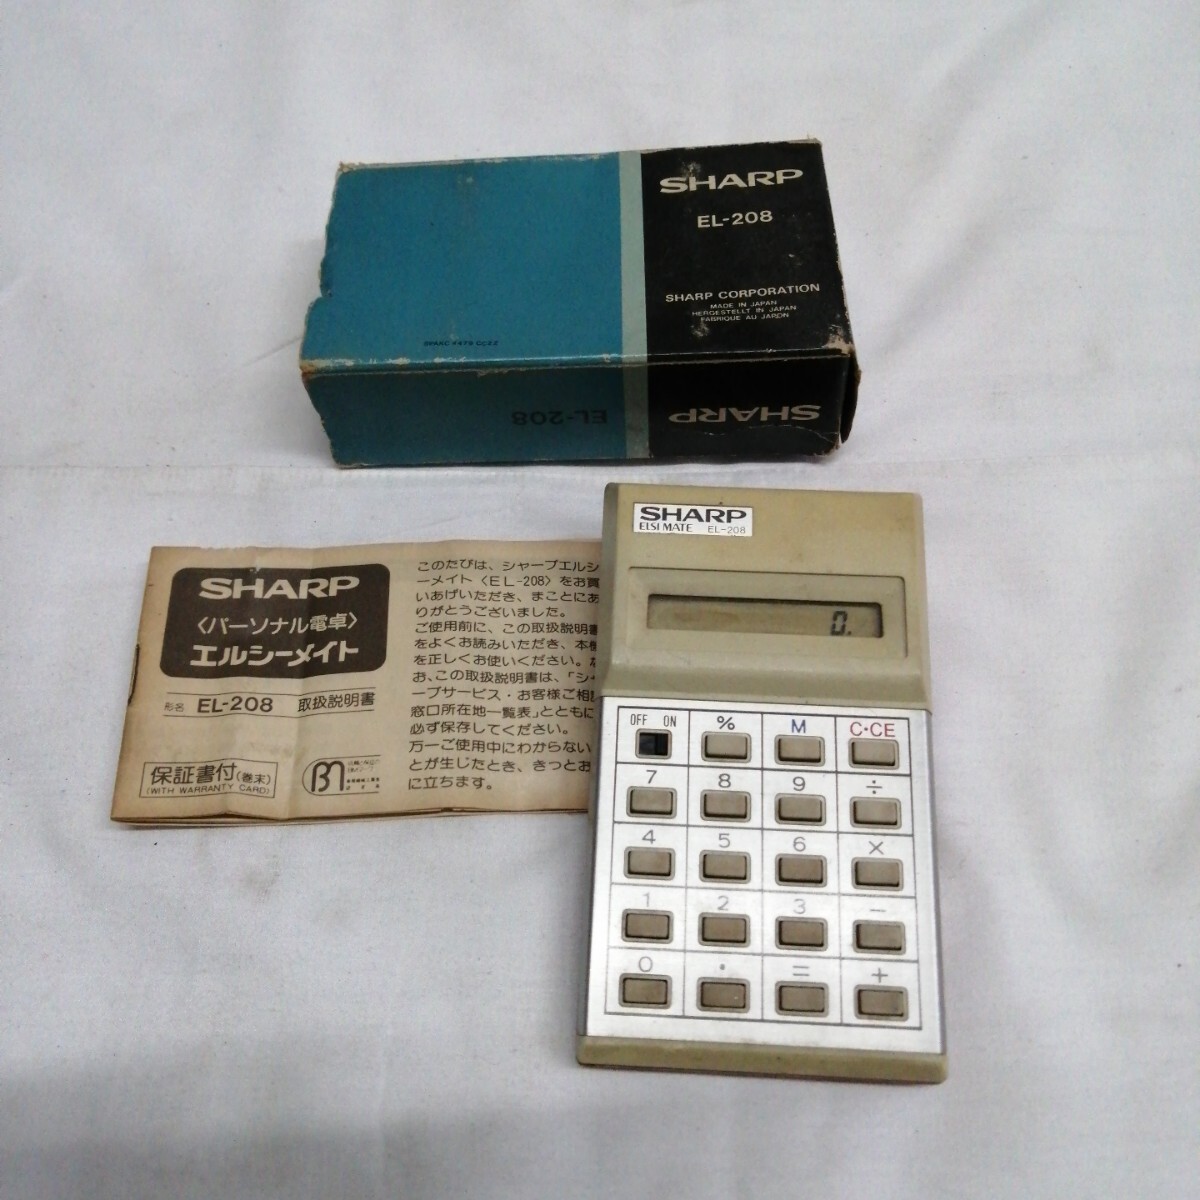 SHARP
EL-208
SHARP CORPORATION
MADE IN JAPAN
HERGESTELLT IN JAPAN
FABRIQUE AU JAPON
EL-208
SHARP
SHARP
〈パーソナル電卓〉
エルシーメイト
形名 EL-208 取扱説明書
保証書付(巻末)
(WITH WARRANTY CARD)
このたびは、シャープエルシ
ーメイト〈EL-208〉をお買
いあげいただき、まことにあ
りがとうございました。
ご使用前に、この取扱説明書
をよくお読みいただき、本機
を正しくお使いください。な
お、この取扱説明書は、「シャ
ープサービス・お客様ご相談
窓口所在地一覧表」とともに
必ず保存してください。
万一ご使用中にわからない
とが生じたとき、きっとお
に立ちます。
SHARP
ELSI MATE EL-208
0.
OFF ON % M C·CE
7 8 9 ÷
4 5 6 ×
1 2 3 −
0 · = +